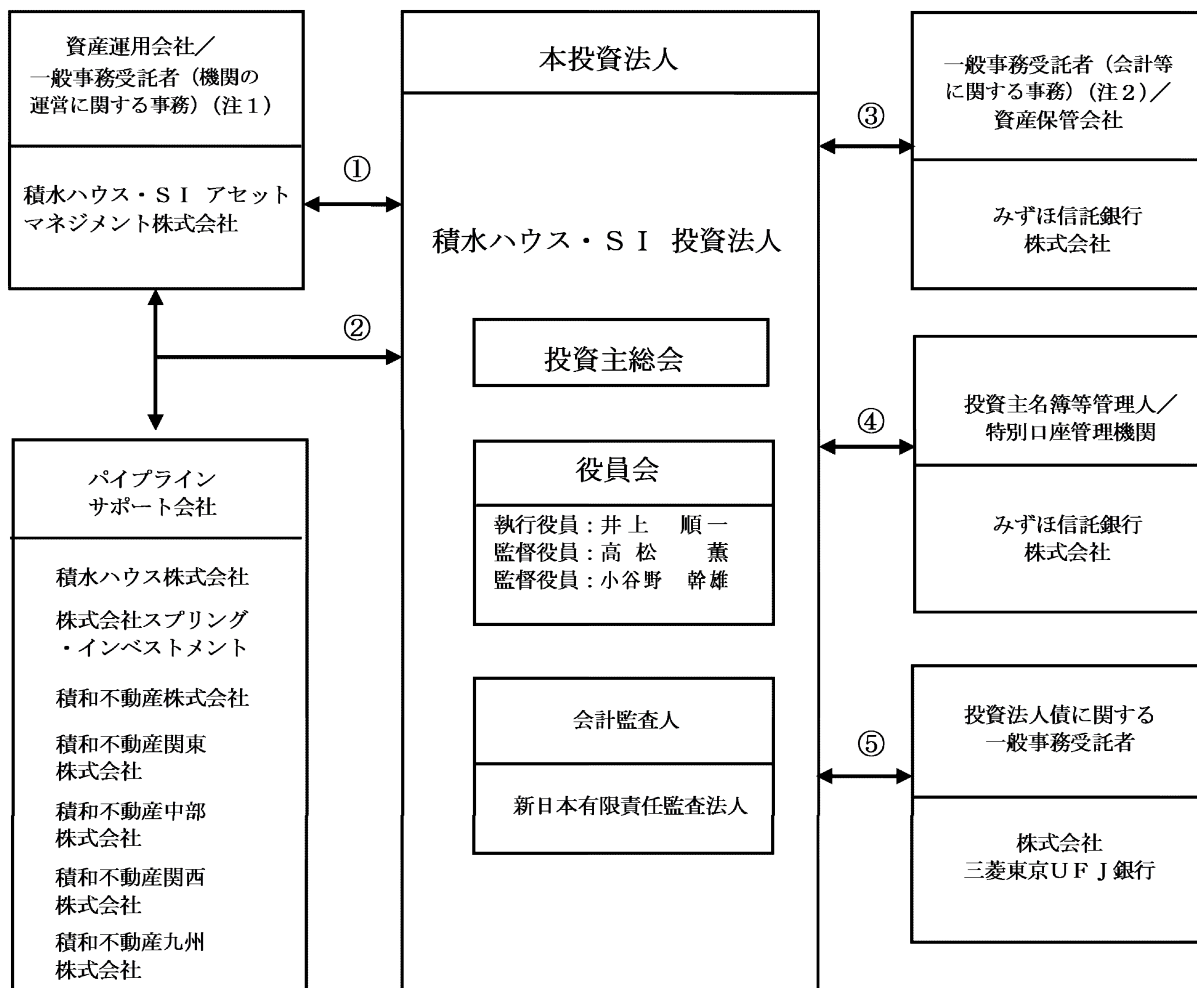 資産運用会社／
一般事務受託者（機関の
運営に関する事務）(注１)
積水ハウス・ＳＩ アセット
マネジメント株式会社
①
②
パイプライン
サポート会社
積水ハウス株式会社
株式会社スプリング
・インベストメント
積和不動産株式会社
積和不動産関東
株式会社
積和不動産中部
株式会社
積和不動産関西
株式会社
積和不動産九州
株式会社
本投資法人
積水ハウス・ＳＩ 投資法人
投資主総会
役員会
執行役員：井上 順一
監督役員：高松 薫
監督役員：小谷野 幹雄
会計監査人
新日本有限責任監査法人
③
一般事務受託者（会計等
に関する事務）(注２)／
資産保管会社
みずほ信託銀行
株式会社
④
投資主名簿等管理人／
特別口座管理機関
みずほ信託銀行
株式会社
⑤
投資法人債に関する
一般事務受託者
株式会社
三菱東京ＵＦＪ銀行